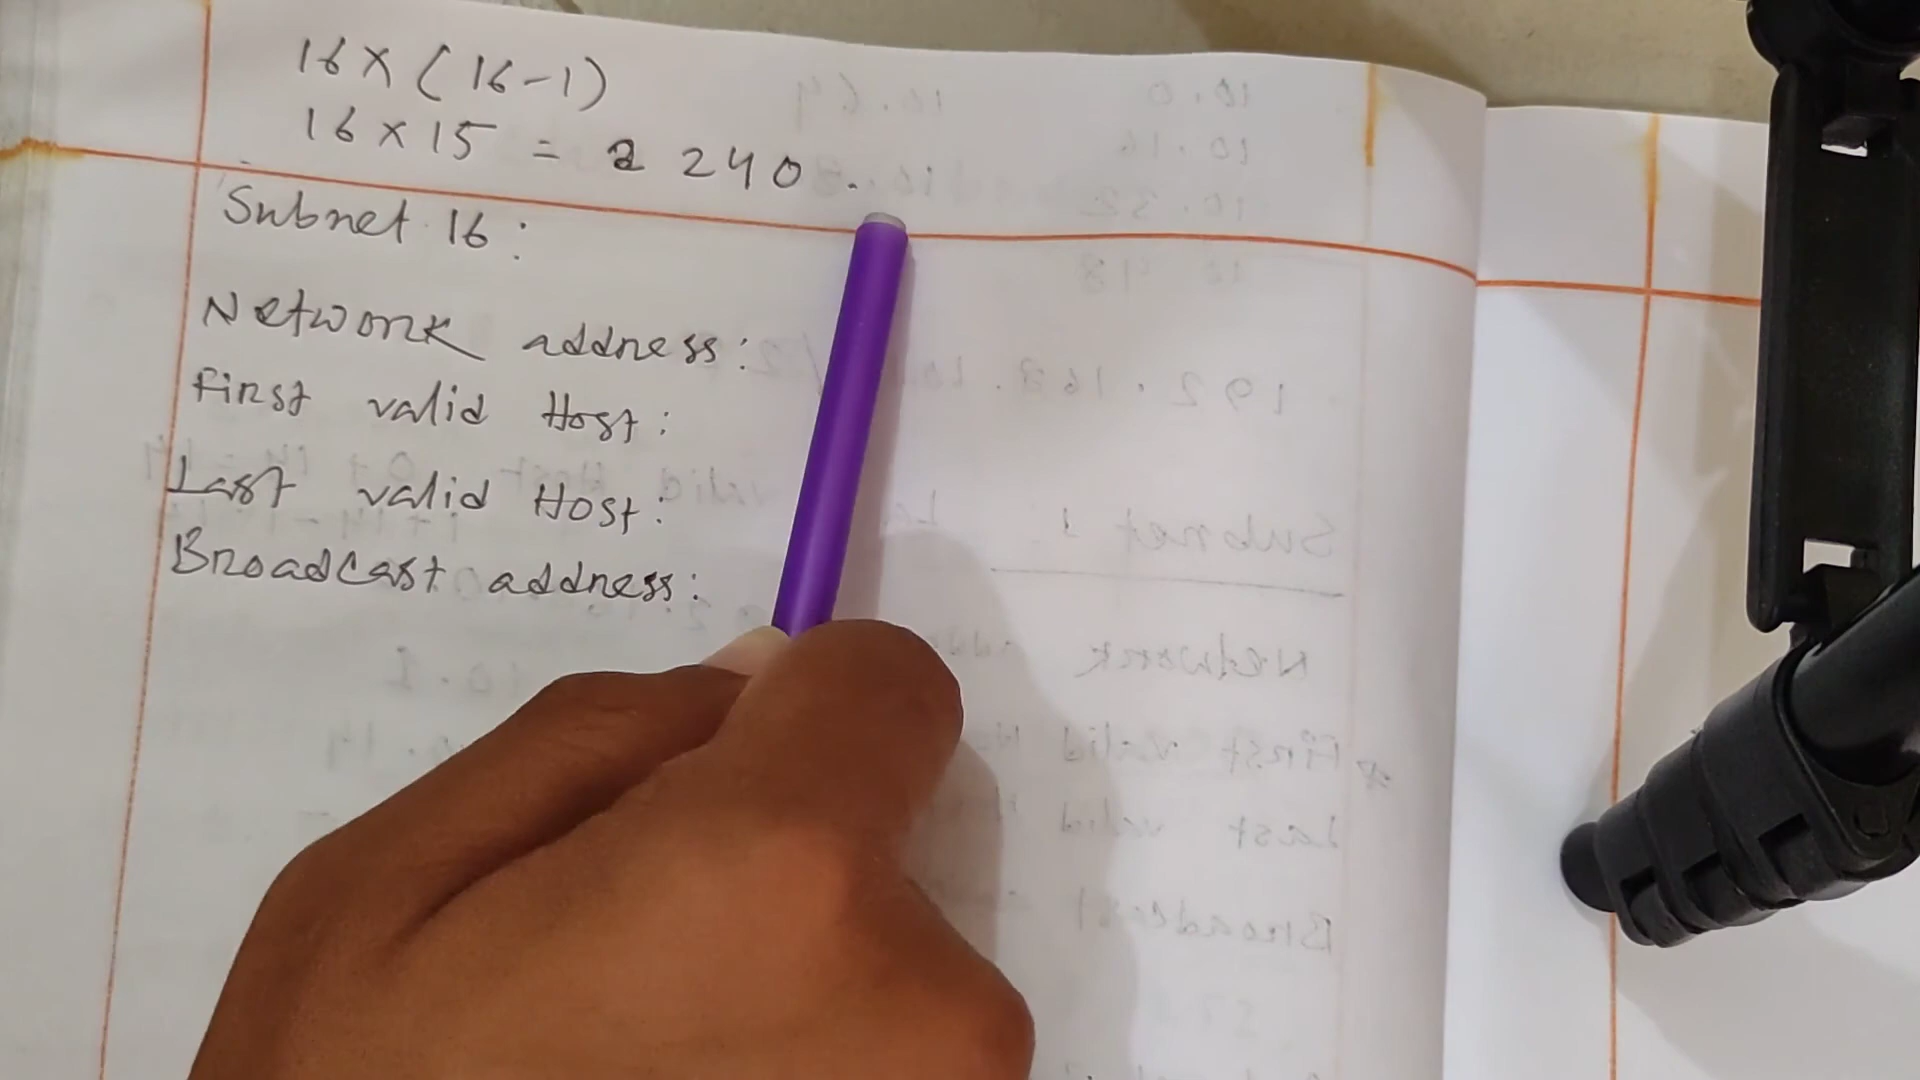 16 × (16-1)
16 × 15 = 240.
Subnet 16:
Network address:
First valid Host:
Last valid Host:
Broadcast address: